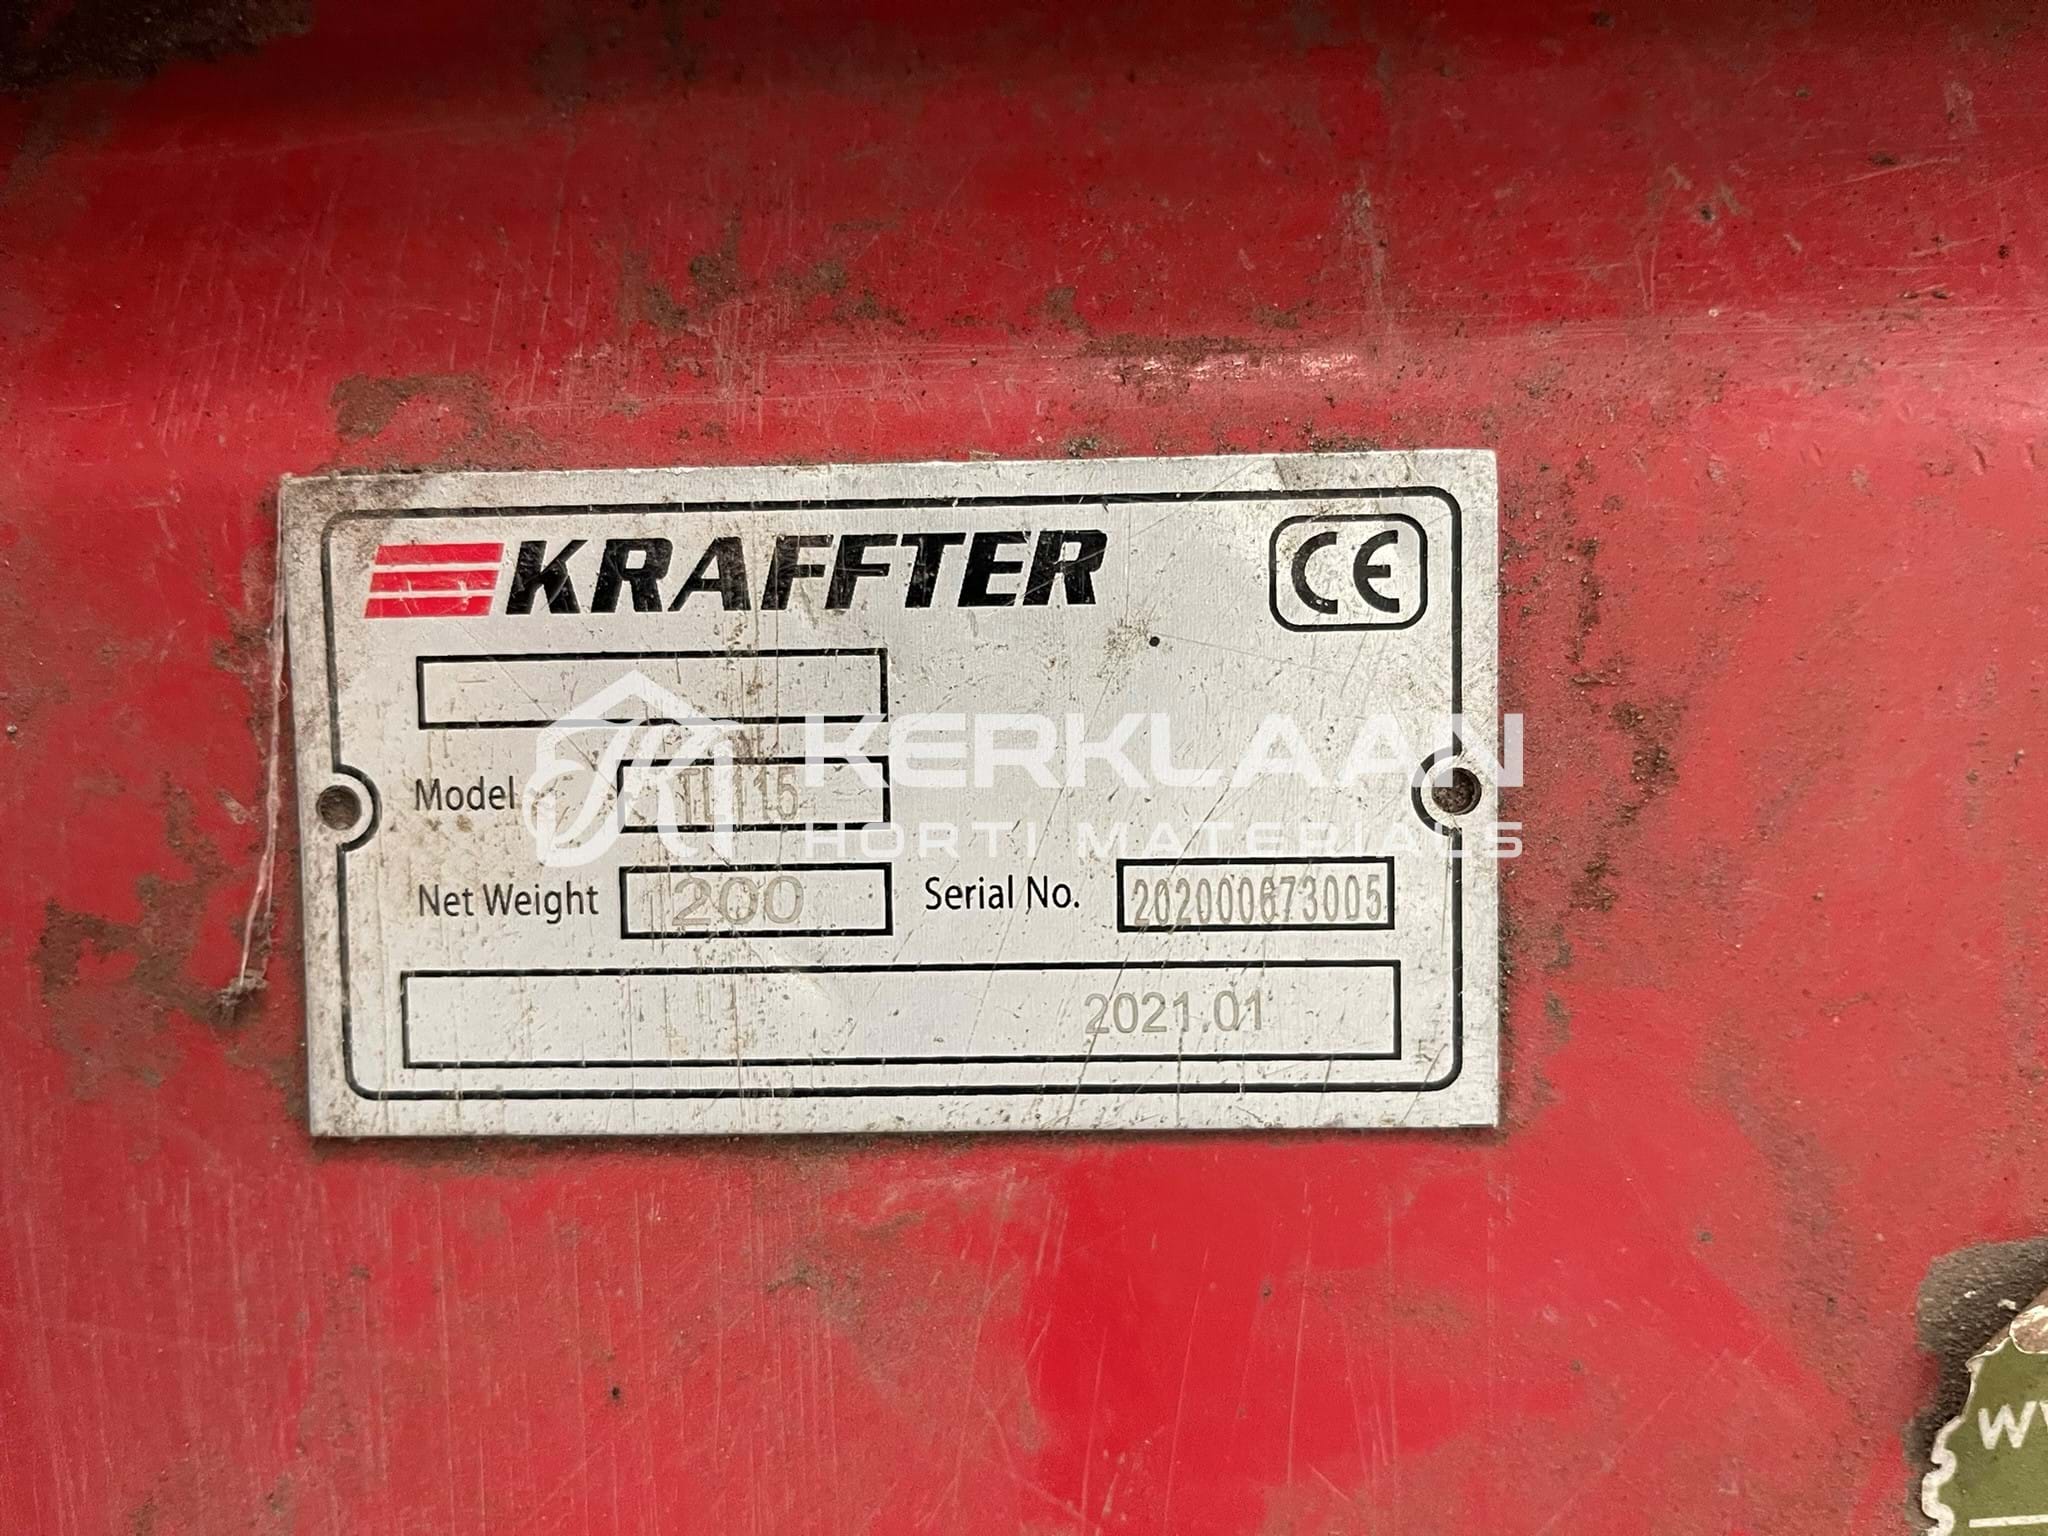 KRAFFTER CE
KERKLAAN
Model TL115
HORTI MATERIALS
Net Weight 200 Serial No. 202000673005
2021.01